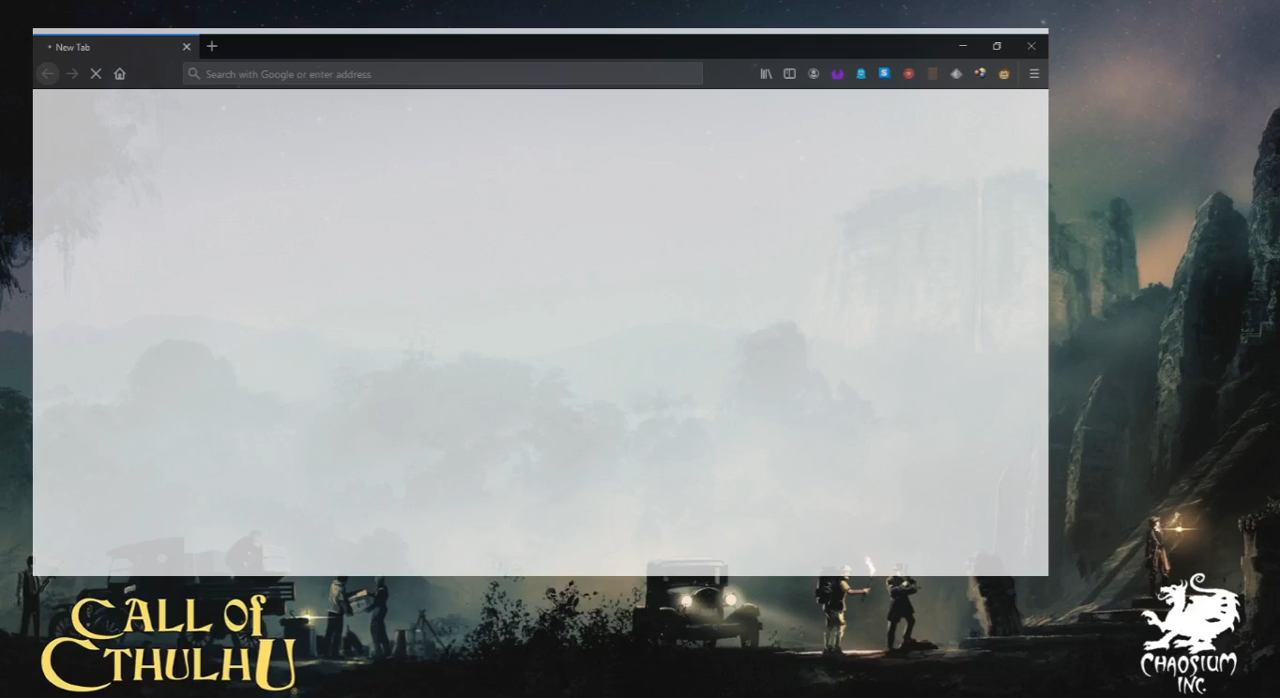 New Tab
Search with Google or enter address
S
CALL of
CTHULHU
CHAOSIUM
INC.